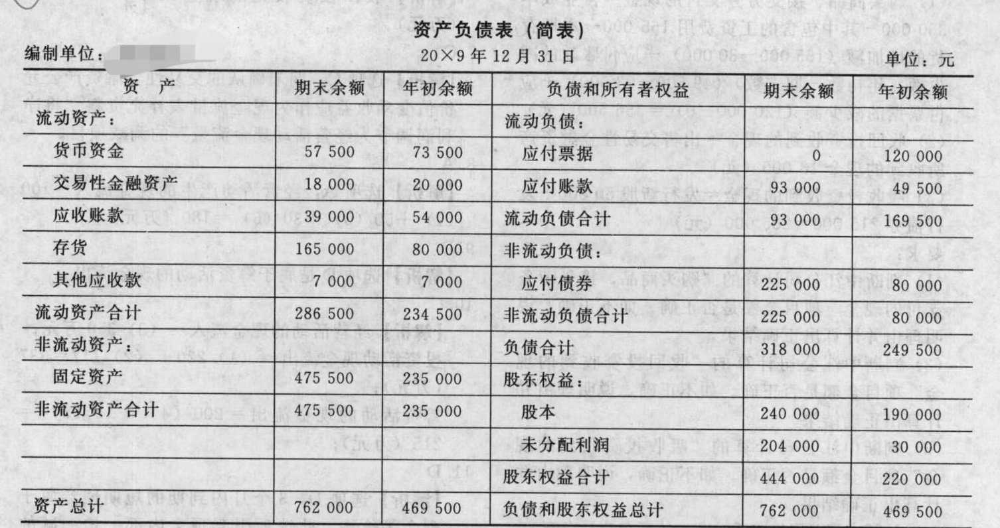 资产负债表（简表）
编制单位： 20×9 年 12 月 31 日 单位：元
资 产 期末余额 年初余额 负债和所有者权益 期末余额 年初余额
流动资产： 流动负债：
货币资金 57 500 73 500 应付票据 0 120 000
交易性金融资产 18 000 20 000 应付账款 93 000 49 500
应收账款 39 000 54 000 流动负债合计 93 000 169 500
存货 165 000 80 000 非流动负债：
其他应收款 7 000 7 000 应付债券 225 000 80 000
流动资产合计 286 500 234 500 非流动负债合计 225 000 80 000
非流动资产： 负债合计 318 000 249 500
固定资产 475 500 235 000 股东权益：
非流动资产合计 475 500 235 000 股本 240 000 190 000
未分配利润 204 000 30 000
股东权益合计 444 000 220 000
资产总计 762 000 469 500 负债和股东权益总计 762 000 469 500